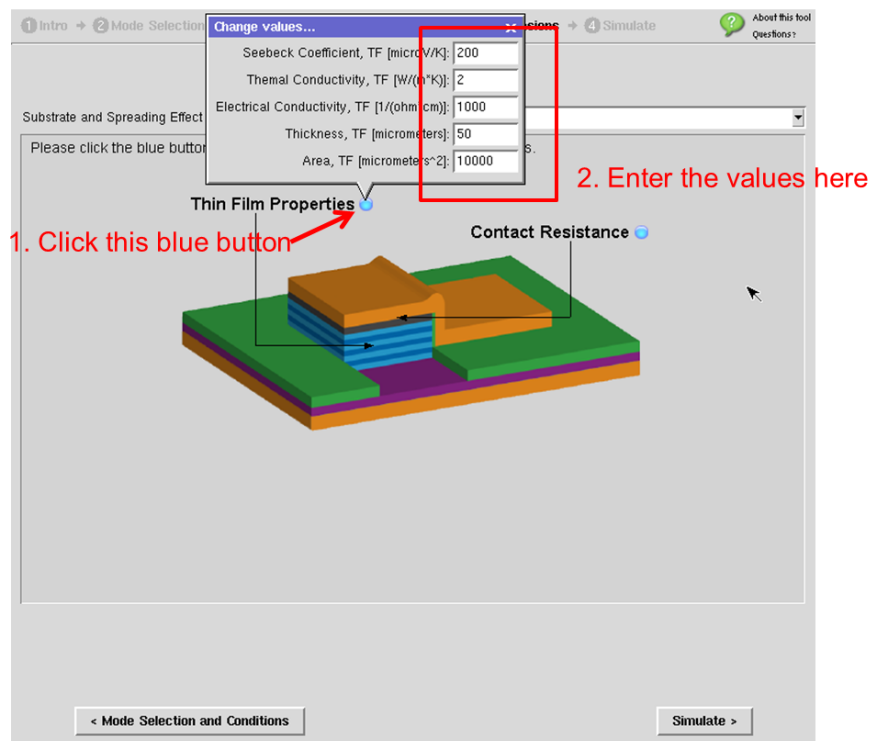 1 Intro → 2 Mode Selection
sions → 4 Simulate
? About this tool
Questions?
Change values... x
Seebeck Coefficient, TF [microV/K]: 200
Themal Conductivity, TF [W/(m*K)]: 2
Electrical Conductivity, TF [1/(ohm*cm)]: 1000
Thickness, TF [micrometers]: 50
Area, TF [micrometers^2]: 10000
Substrate and Spreading Effect
Please click the blue button
s.
2. Enter the values here
Thin Film Properties
1. Click this blue button
Contact Resistance
< Mode Selection and Conditions
Simulate >